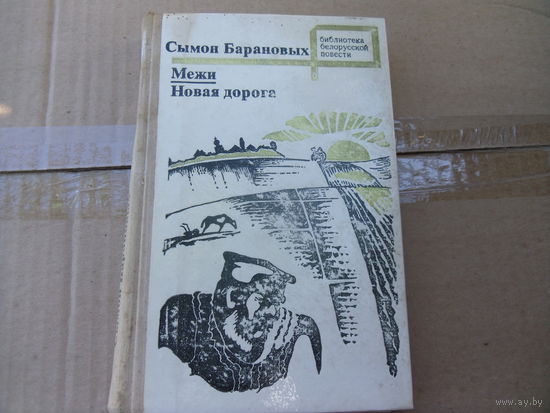 Сымон Барановых
библиотека
белорусской
повести
Межи
Новая дорога
www.ay.by